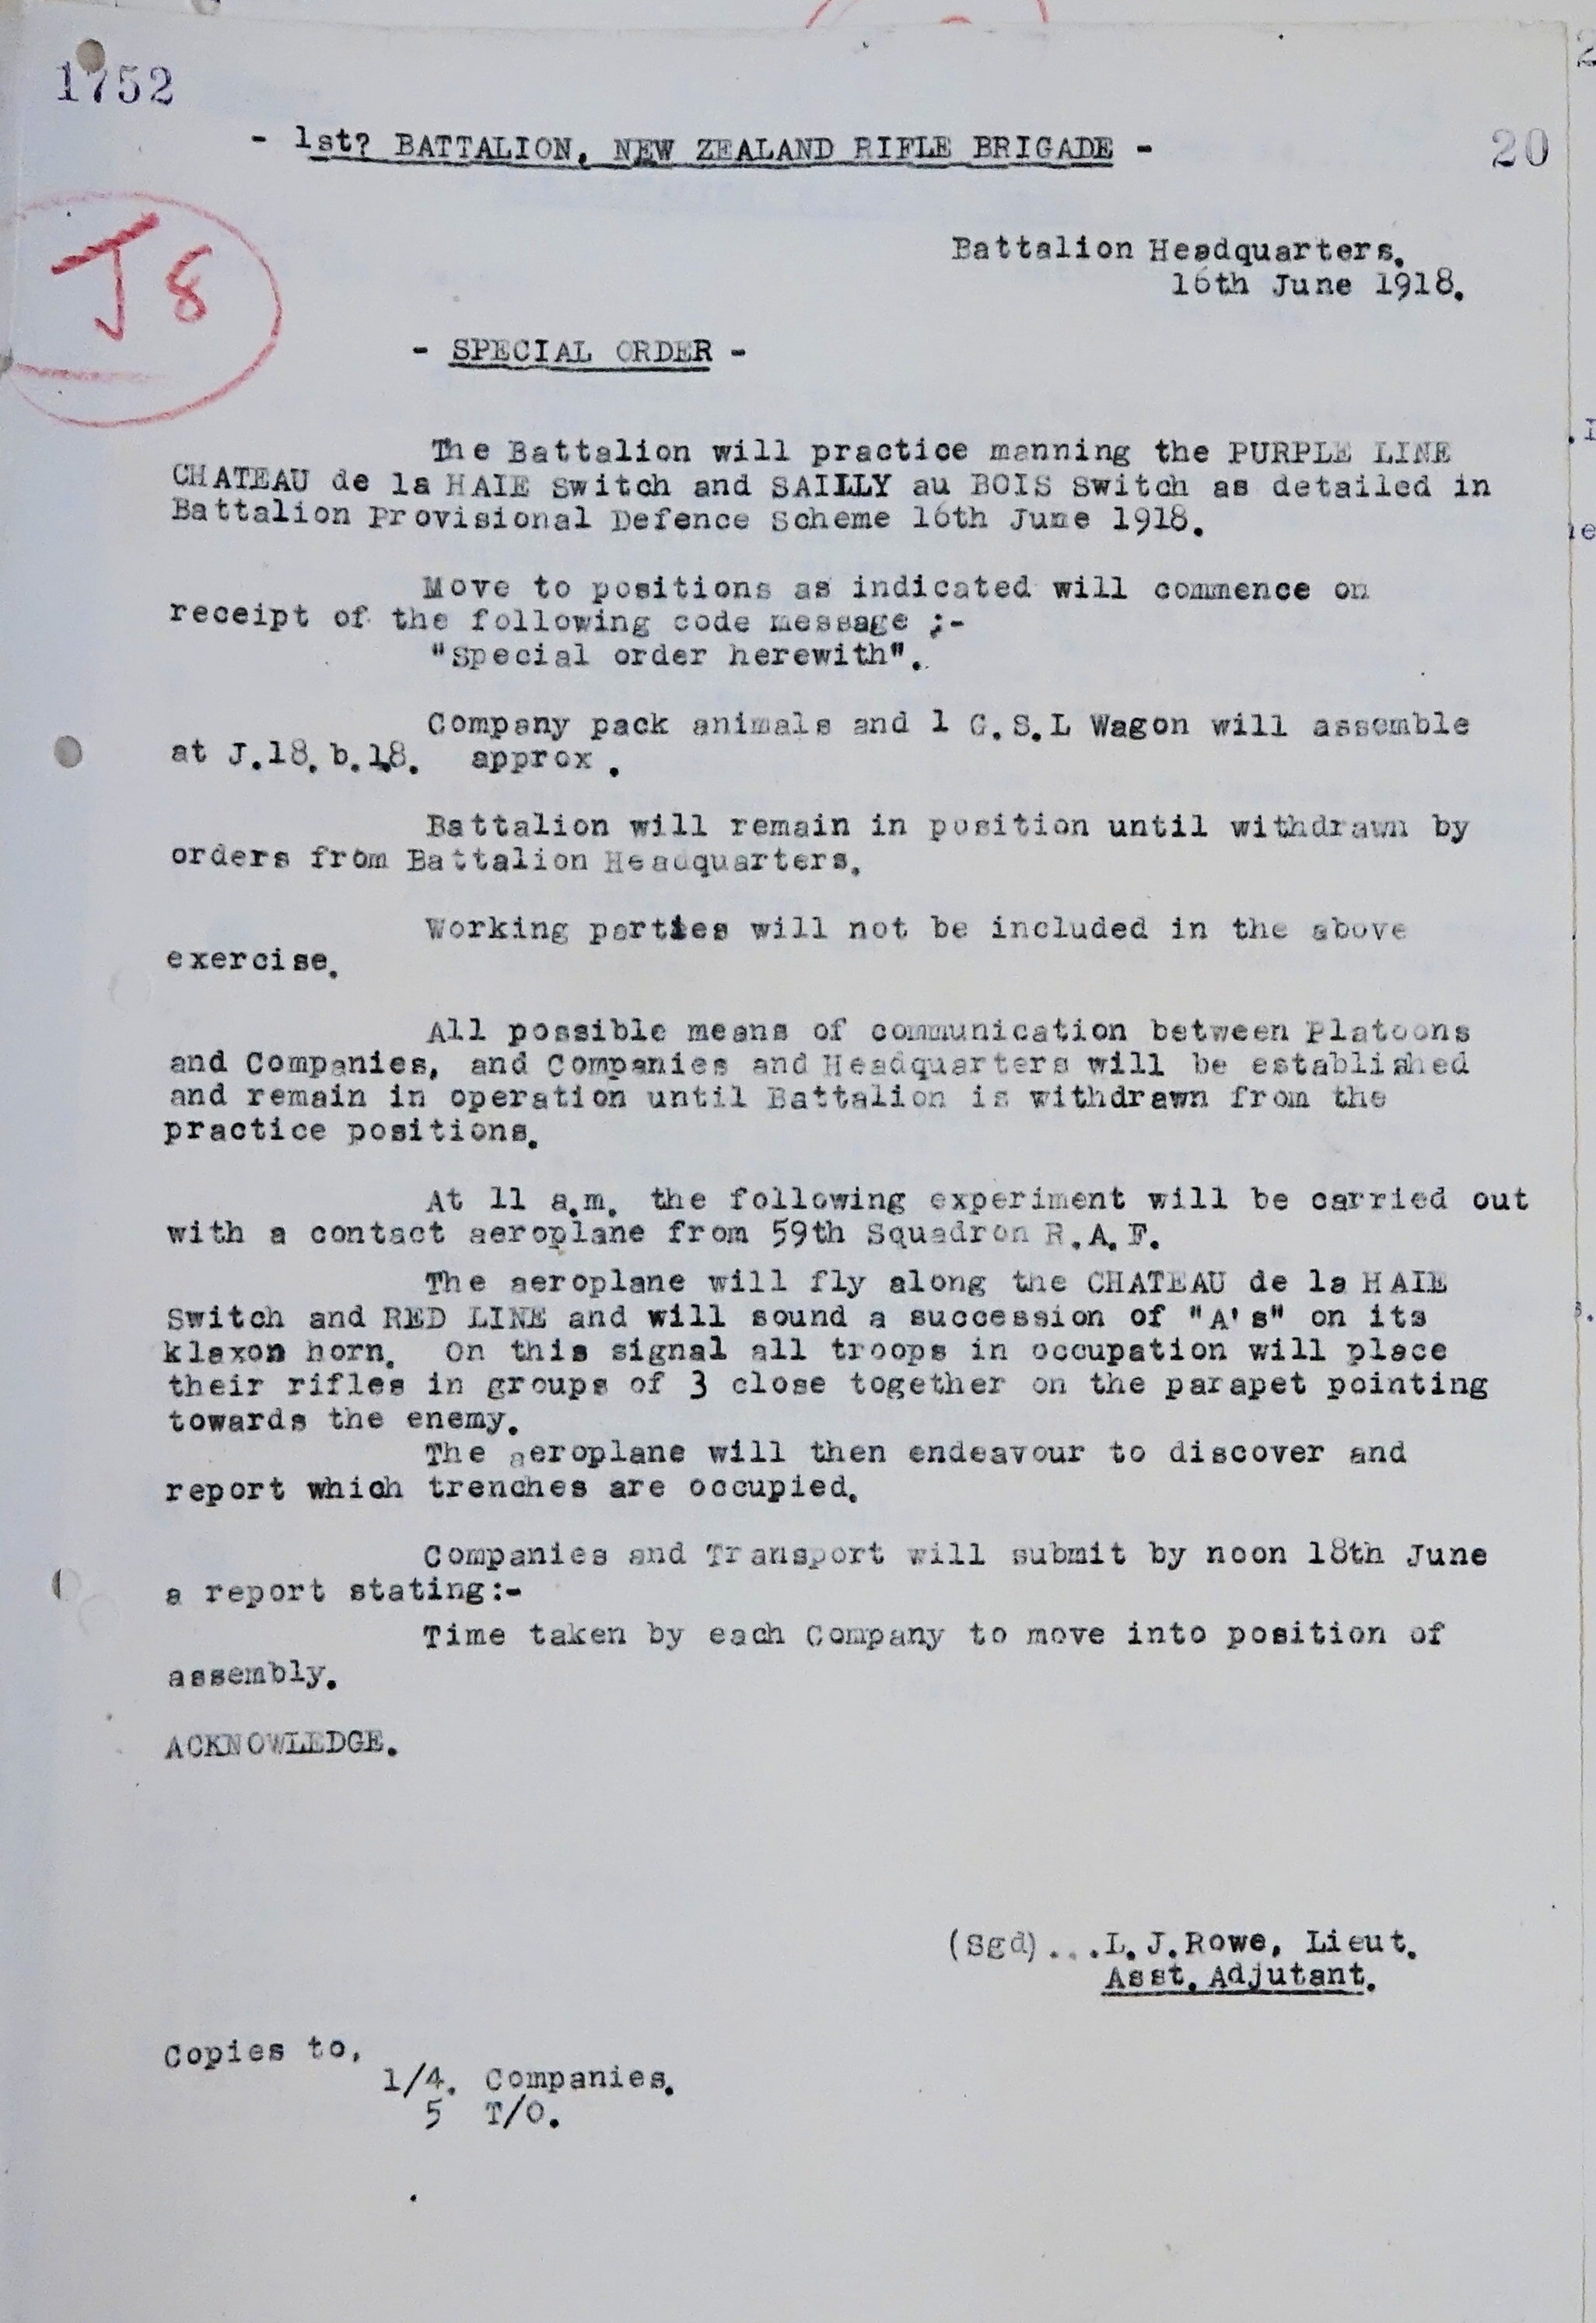 1752
- 1st? BATTALION, NEW ZEALAND RIFLE BRIGADE -
20
J8
Battalion Headquarters.
16th June 1918.
- SPECIAL ORDER -
The Battalion will practice manning the PURPLE LINE
CHATEAU de la HAIE Switch and SAILLY au BOIS Switch as detailed in
Battalion Provisional Defence Scheme 16th June 1918.
Move to positions as indicated will commence on
receipt of the following code message ;-
"Special order herewith".
Company pack animals and 1 G.S.L Wagon will assemble
at J.18.b.1.8. approx.
Battalion will remain in position until withdrawn by
orders from Battalion Headquarters.
Working parties will not be included in the above
exercise.
All possible means of communication between Platoons
and Companies, and Companies and Headquarters will be established
and remain in operation until Battalion is withdrawn from the
practice positions.
At 11 a.m. the following experiment will be carried out
with a contact aeroplane from 59th Squadron R.A.F.
The aeroplane will fly along the CHATEAU de la HAIE
Switch and RED LINE and will sound a succession of "A's" on its
klaxon horn. On this signal all troops in occupation will place
their rifles in groups of 3 close together on the parapet pointing
towards the enemy.
The aeroplane will then endeavour to discover and
report which trenches are occupied.
Companies and Transport will submit by noon 18th June
a report stating:-
Time taken by each Company to move into position of
assembly.
ACKNOWLEDGE.
(Sgd)...L.J.Rowe, Lieut.
Asst. Adjutant.
Copies to,
1/4. Companies.
5 T/O.